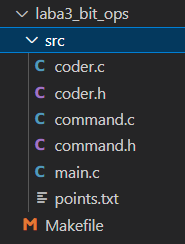 laba3_bit_ops
src
C coder.c
C coder.h
C command.c
C command.h
C main.c
points.txt
M Makefile